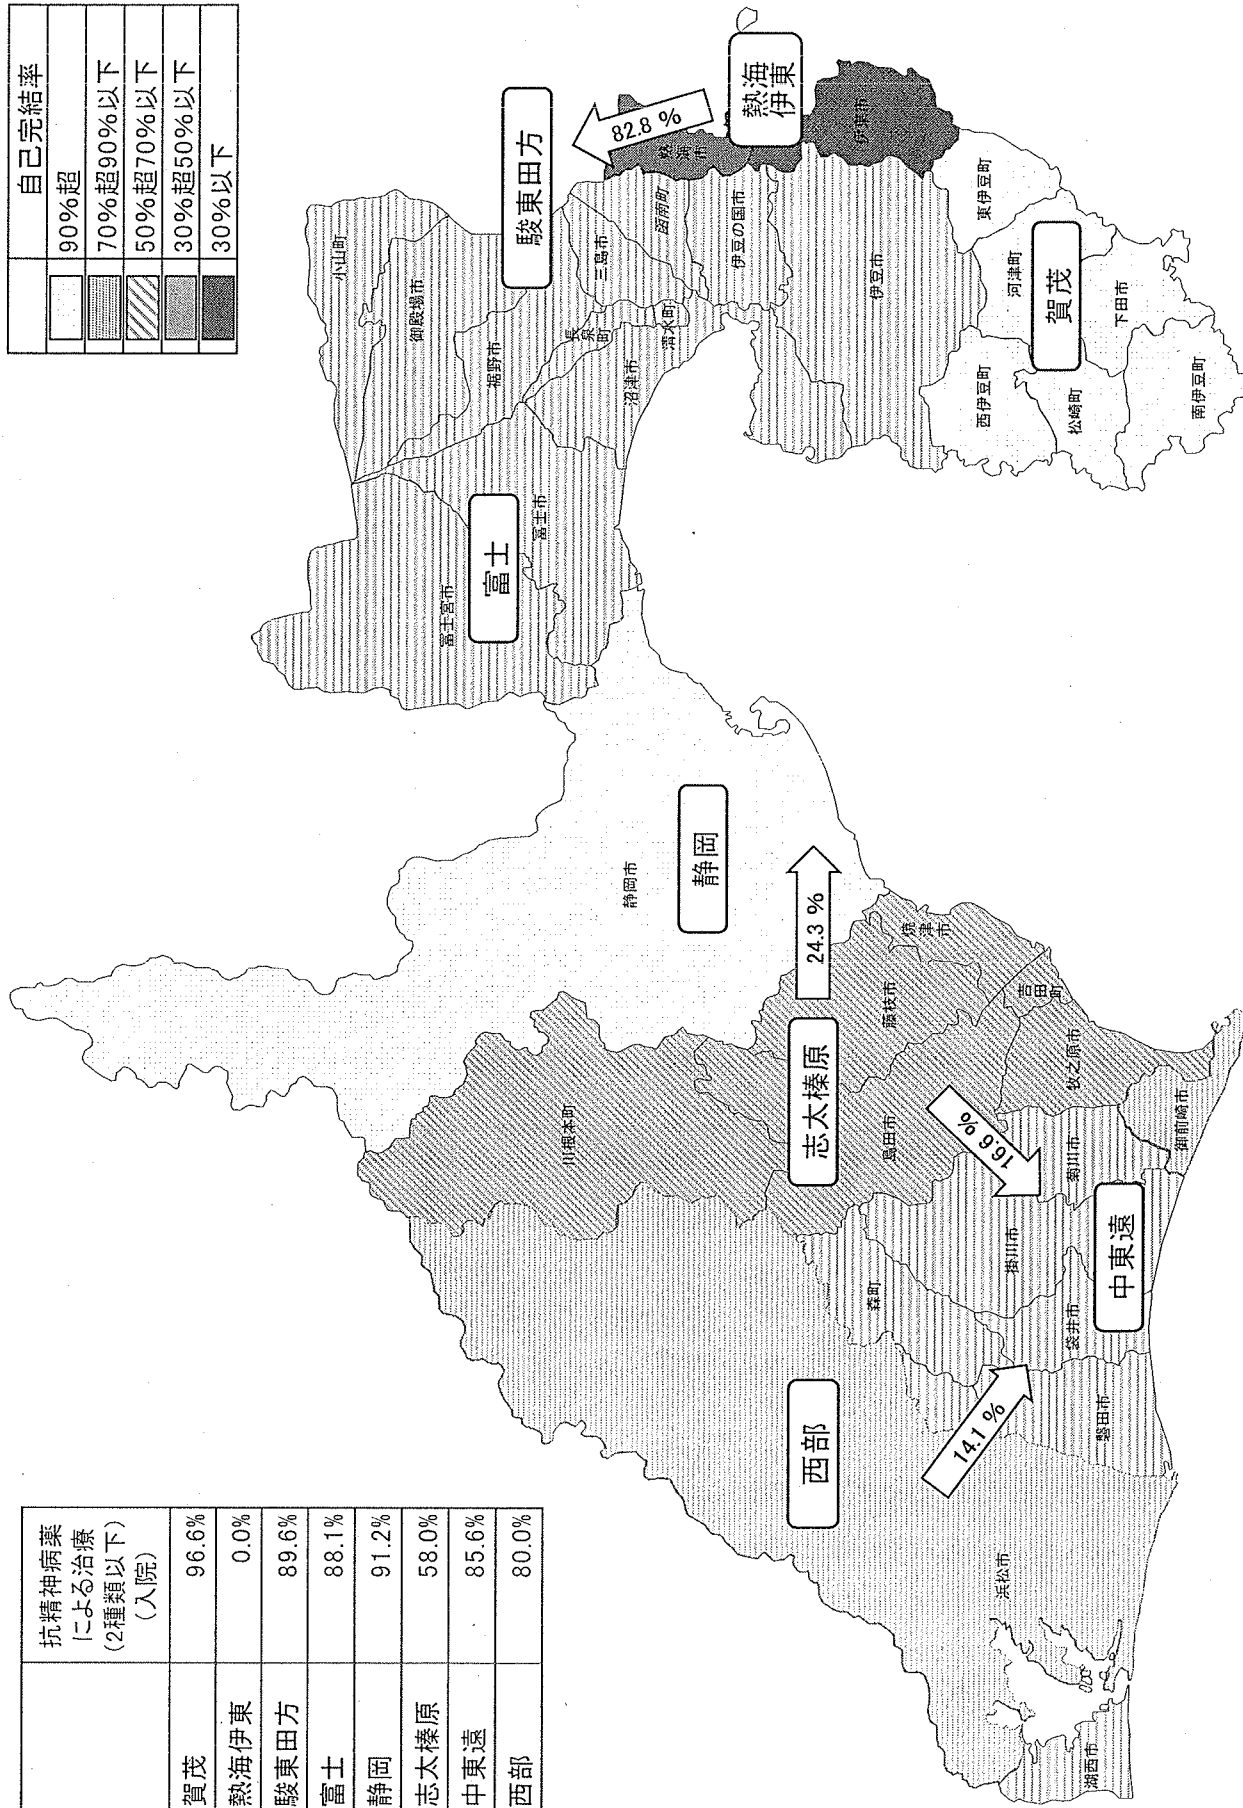 自己完結率
90%超
70%超90%以下
50%超70%以下
30%超50%以下
30%以下
抗精神病薬
による治療
(2種類以下)
(入院)
賀茂 96.6%
熱海伊東 0.0%
駿東田方 89.6%
富士 88.1%
静岡 91.2%
志太榛原 58.0%
中東遠 85.6%
西部 80.0%
西部
浜松市
湖西市
14.1 %
中東遠
森町
磐田市
袋井市
掛川市
菊川市
御前崎市
16.6 %
志太榛原
川根本町
島田市
藤枝市
焼津市
吉田町
牧之原市
24.3 %
静岡
静岡市
富士
富士宮市
富士市
駿東田方
小山町
御殿場市
裾野市
長泉町
三島市
清水町
沼津市
函南町
伊豆の国市
伊豆市
82.8 %
熱海
伊東
熱海市
伊東市
賀茂
東伊豆町
河津町
下田市
西伊豆町
松崎町
南伊豆町